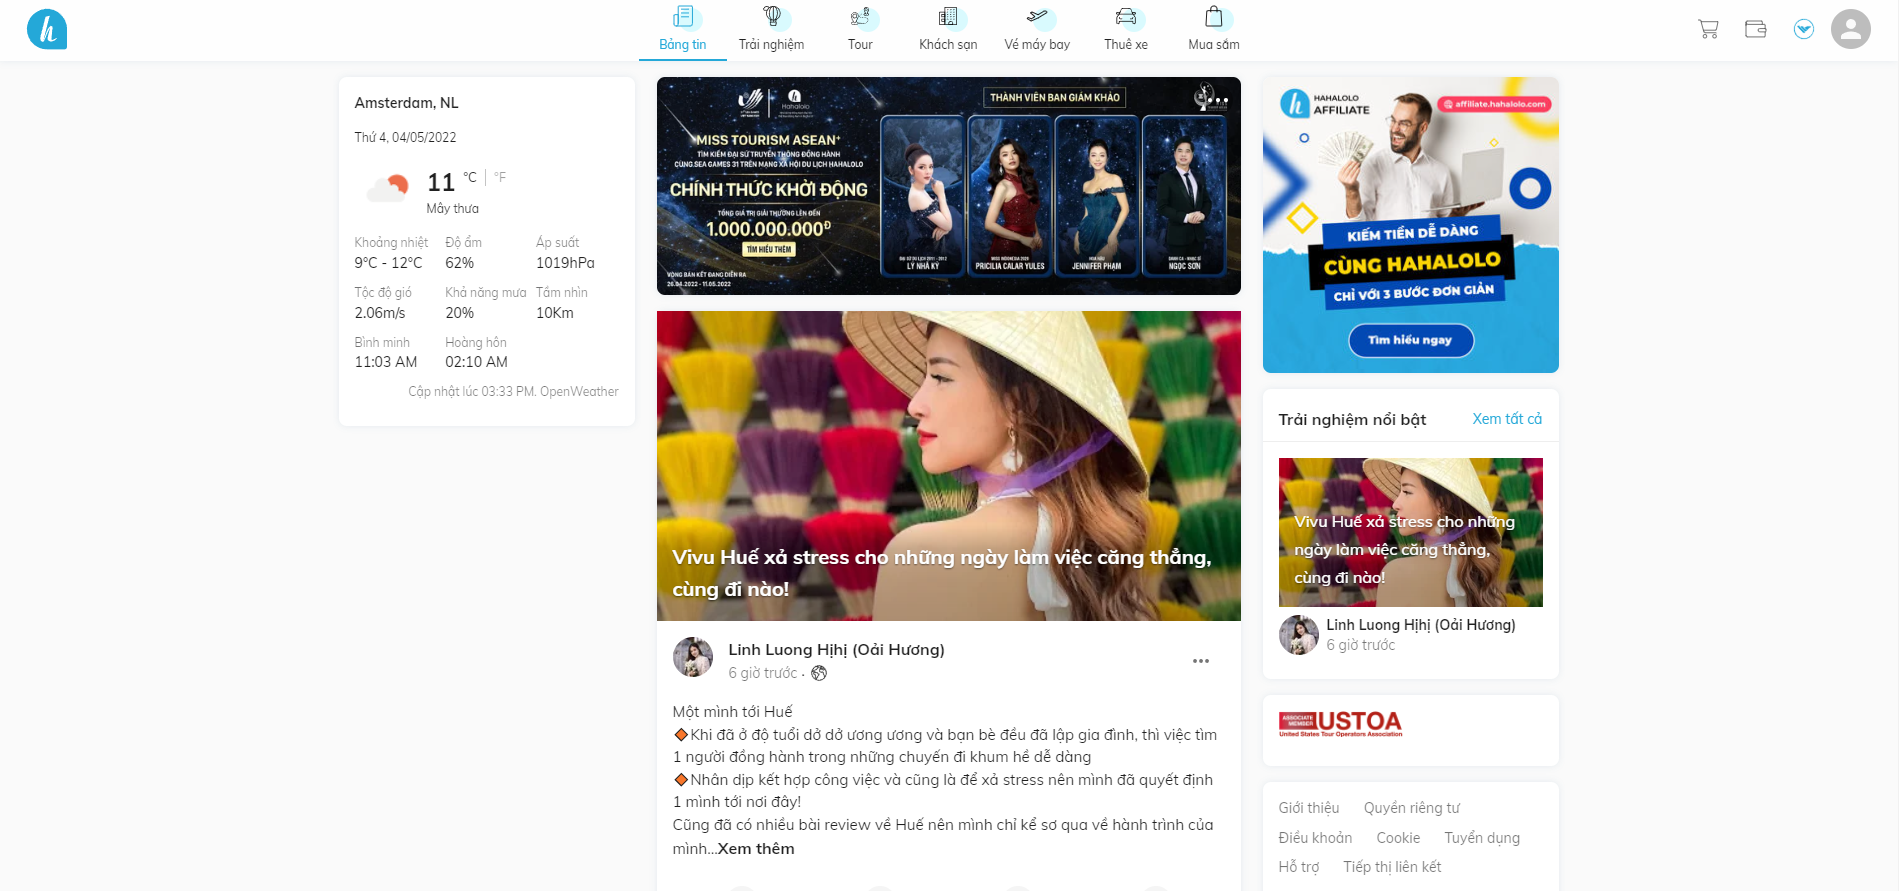 Bảng tin
Trải nghiệm
Tour
Khách sạn
Vé máy bay
Thuê xe
Mua sắm
Amsterdam, NL
Thứ 4, 04/05/2022
11 °C °F
Mây thưa
Khoảng nhiệt Độ ẩm Áp suất
9°C - 12°C 62% 1019hPa
Tốc độ gió Khả năng mưa Tầm nhìn
2.06m/s 20% 10Km
Bình minh Hoàng hôn
11:03 AM 02:10 AM
Cập nhật lúc 03:33 PM. OpenWeather
Hahalolo
THÀNH VIÊN BAN GIÁM KHẢO
MISS TOURISM ASEAN+
TÌM KIẾM ĐẠI SỨ TRUYỀN THÔNG ĐỒNG HÀNH
CÙNG SEA GAMES 31 TRÊN MẠNG XÃ HỘI DU LỊCH HAHALOLO
CHÍNH THỨC KHỞI ĐỘNG
TỔNG GIÁ TRỊ GIẢI THƯỞNG LÊN ĐẾN
1.000.000.000Đ
TÌM HIỂU THÊM
VÒNG BÁN KẾT ĐANG DIỄN RA
26.04.2022 - 11.05.2022
ĐẠI SỨ DU LỊCH 2011 - 2012
LÝ NHÃ KỲ
MISS INDONESIA 2020
PRICILIA CALAR YULES
HOA HẬU
JENNIFER PHẠM
DANH CA - NHẠC SĨ
NGỌC SƠN
Vivu Huế xả stress cho những ngày làm việc căng thẳng,
cùng đi nào!
Linh Luong Hịhị (Oải Hương)
6 giờ trước ·
Một mình tới Huế
🔸Khi đã ở độ tuổi dở dở ương ương và bạn bè đều đã lập gia đình, thì việc tìm
1 người đồng hành trong những chuyến đi khum hề dễ dàng
🔸Nhân dịp kết hợp công việc và cũng là để xả stress nên mình đã quyết định
1 mình tới nơi đây!
Cũng đã có nhiều bài review về Huế nên mình chỉ kể sơ qua về hành trình của
mình...Xem thêm
HAHALOLO
AFFILIATE
affiliate.hahalolo.com
KIẾM TIỀN DỄ DÀNG
CÙNG HAHALOLO
CHỈ VỚI 3 BƯỚC ĐƠN GIẢN
Tìm hiểu ngay
Trải nghiệm nổi bật Xem tất cả
Vivu Huế xả stress cho những
ngày làm việc căng thẳng,
cùng đi nào!
Linh Luong Hịhị (Oải Hương)
6 giờ trước
ASSOCIATE
MEMBER
USTOA
United States Tour Operators Association
Giới thiệu Quyền riêng tư
Điều khoản Cookie Tuyển dụng
Hỗ trợ Tiếp thị liên kết